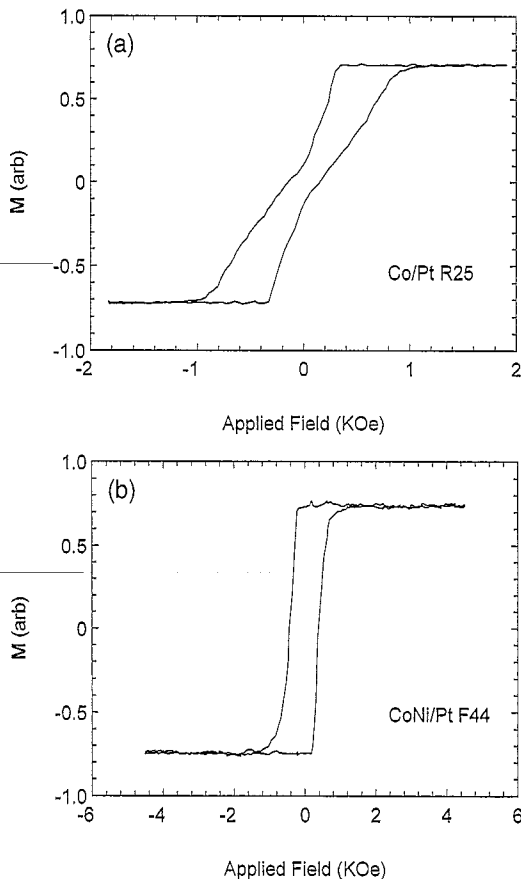 (a)
1.0
0.5
0
-0.5
-1.0
M (arb)
Co/Pt R25
-2 -1 0 1 2
Applied Field (KOe)
(b)
1.0
0.5
0
-0.5
-1.0
M (arb)
CoNi/Pt F44
-6 -4 -2 0 2 4 6
Applied Field (KOe)